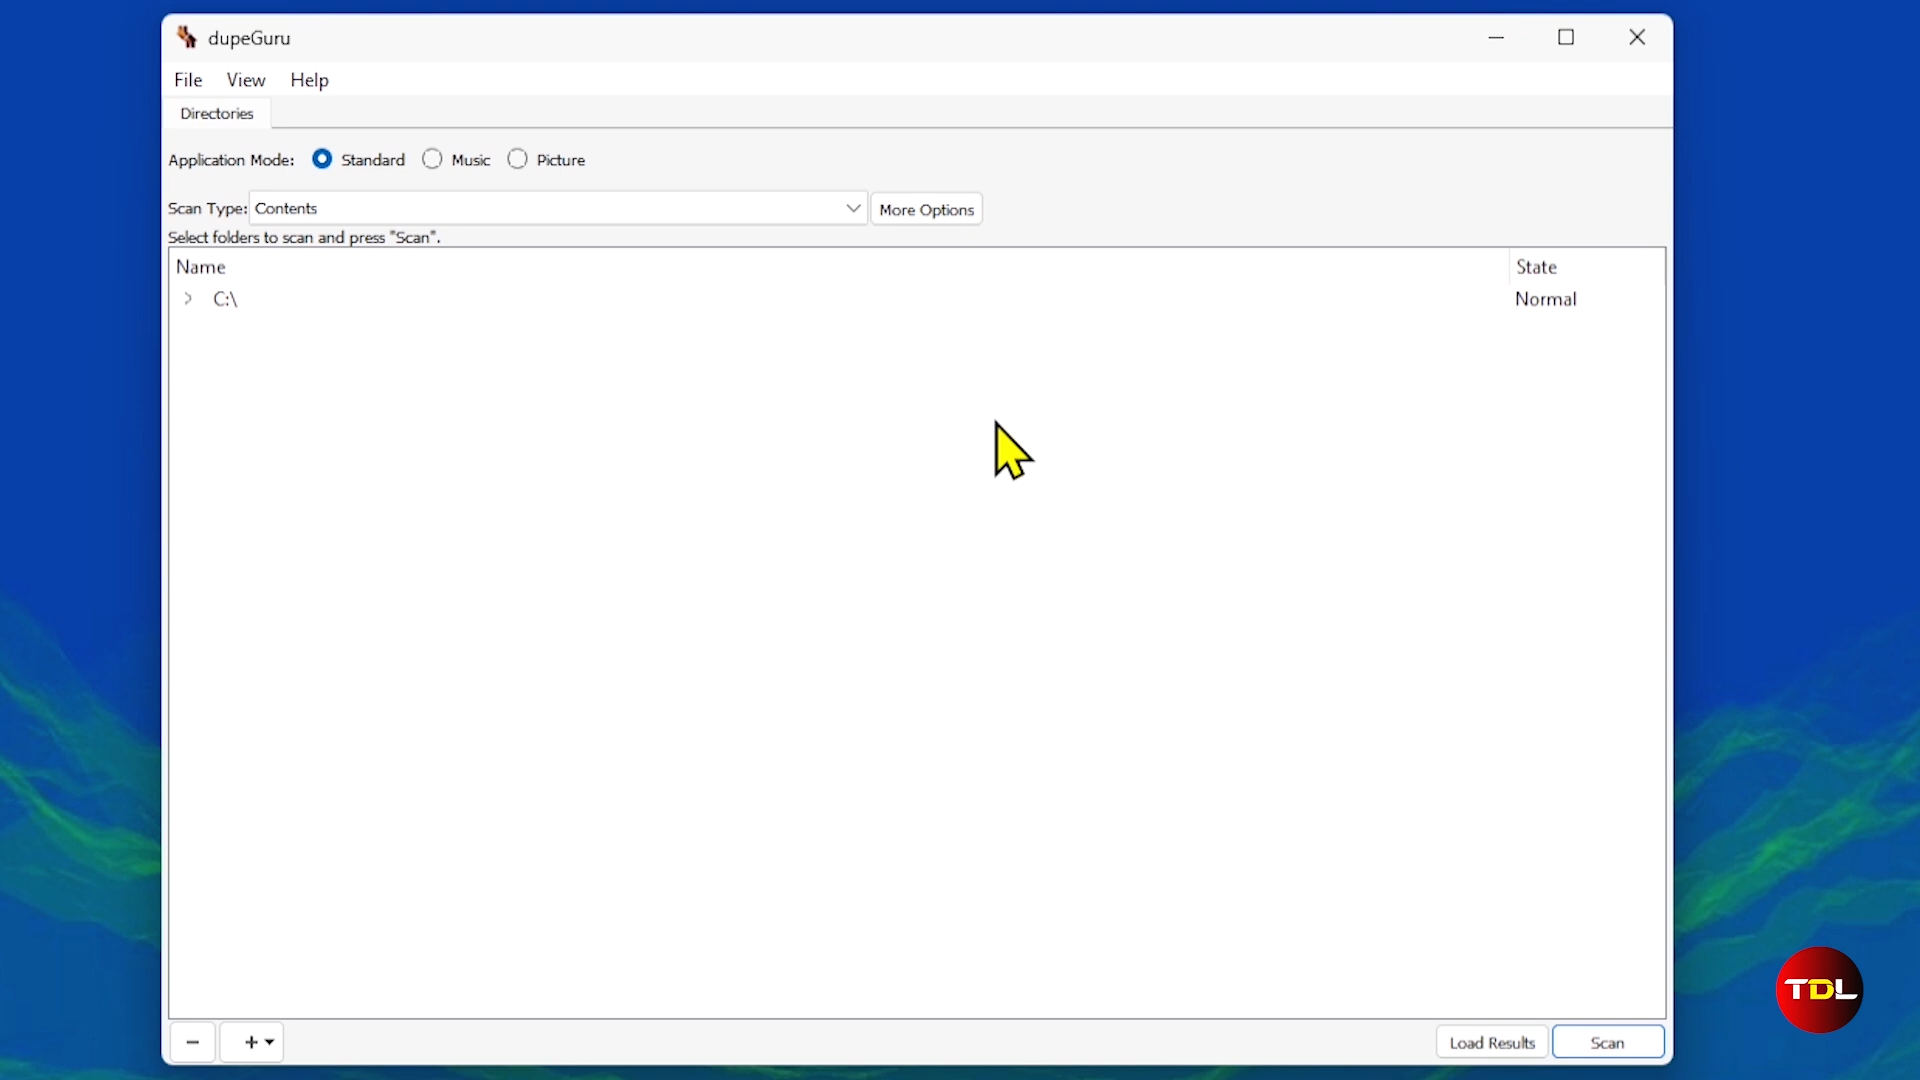 dupeGuru
File View Help
Directories
Application Mode: Standard Music Picture
Scan Type: Contents More Options
Select folders to scan and press "Scan".
Name State
C:\ Normal
TDL
Load Results Scan